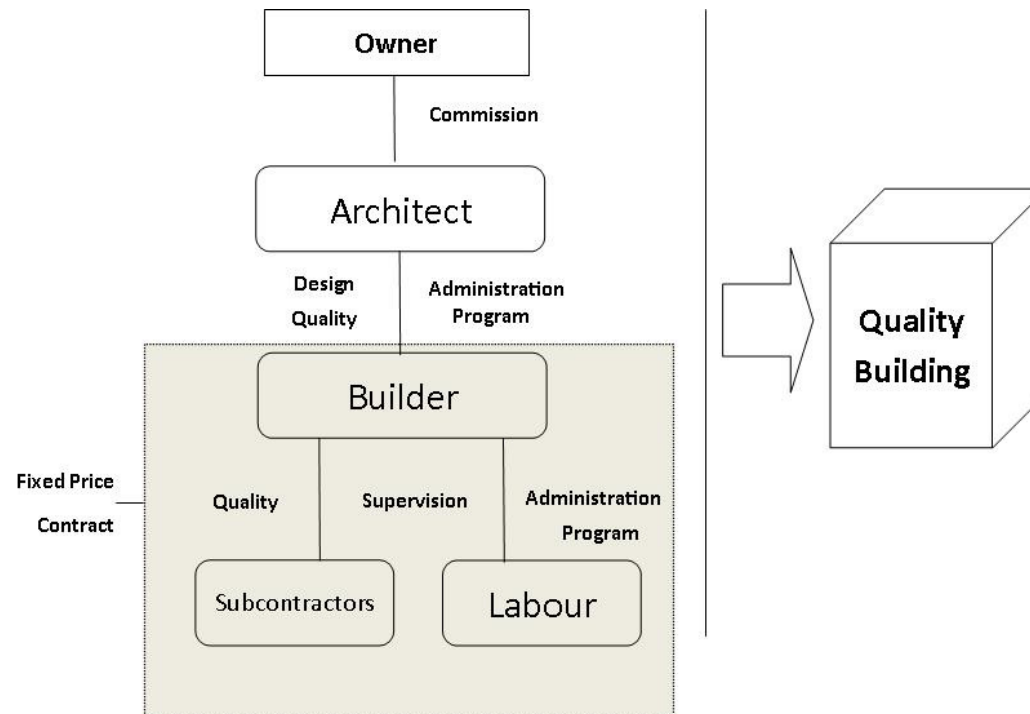 Owner
Commission
Architect
Design
Quality
Administration
Program
Builder
Fixed Price
Contract
Quality
Supervision
Administration
Program
Subcontractors
Labour
Quality
Building